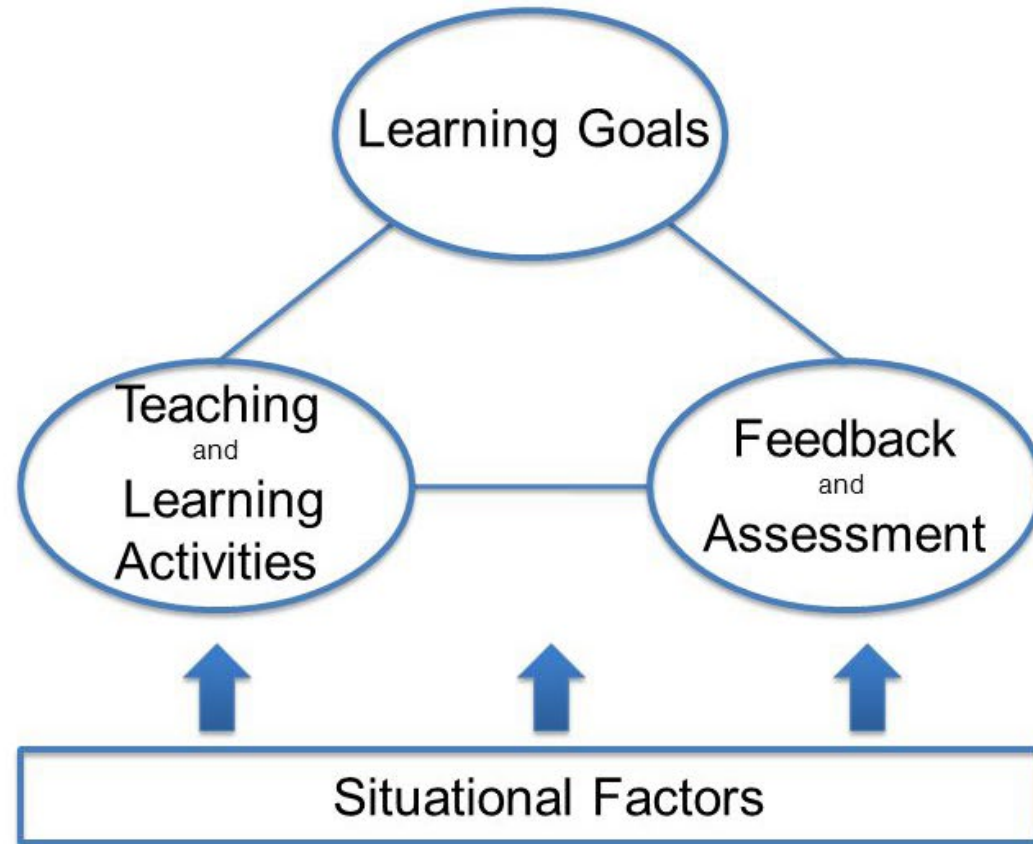 Learning Goals
Teaching
and
Learning
Activities
Feedback
and
Assessment
Situational Factors